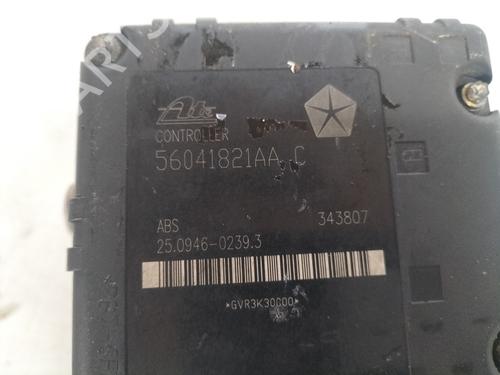 Ate
CONTROLLER
56041821AA C
ABS 343807
25.0946-0239.3
*GVR3K30C00*